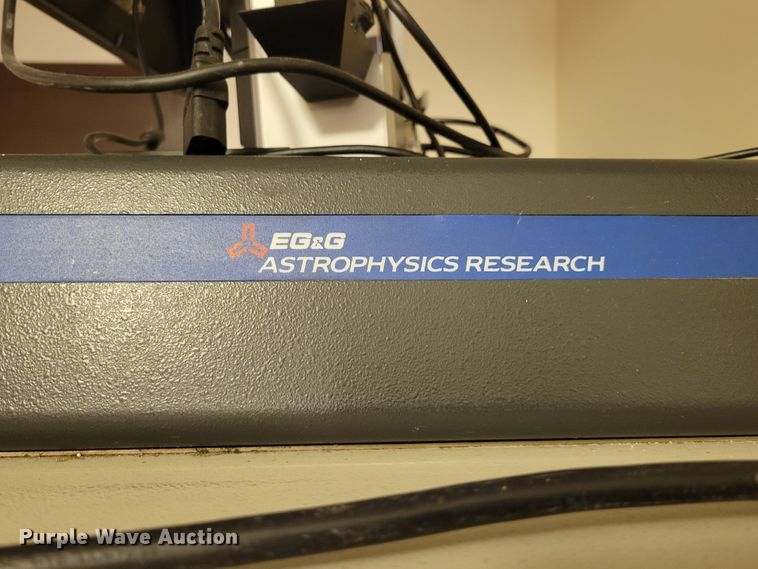 EG&G
ASTROPHYSICS RESEARCH
Purple Wave Auction